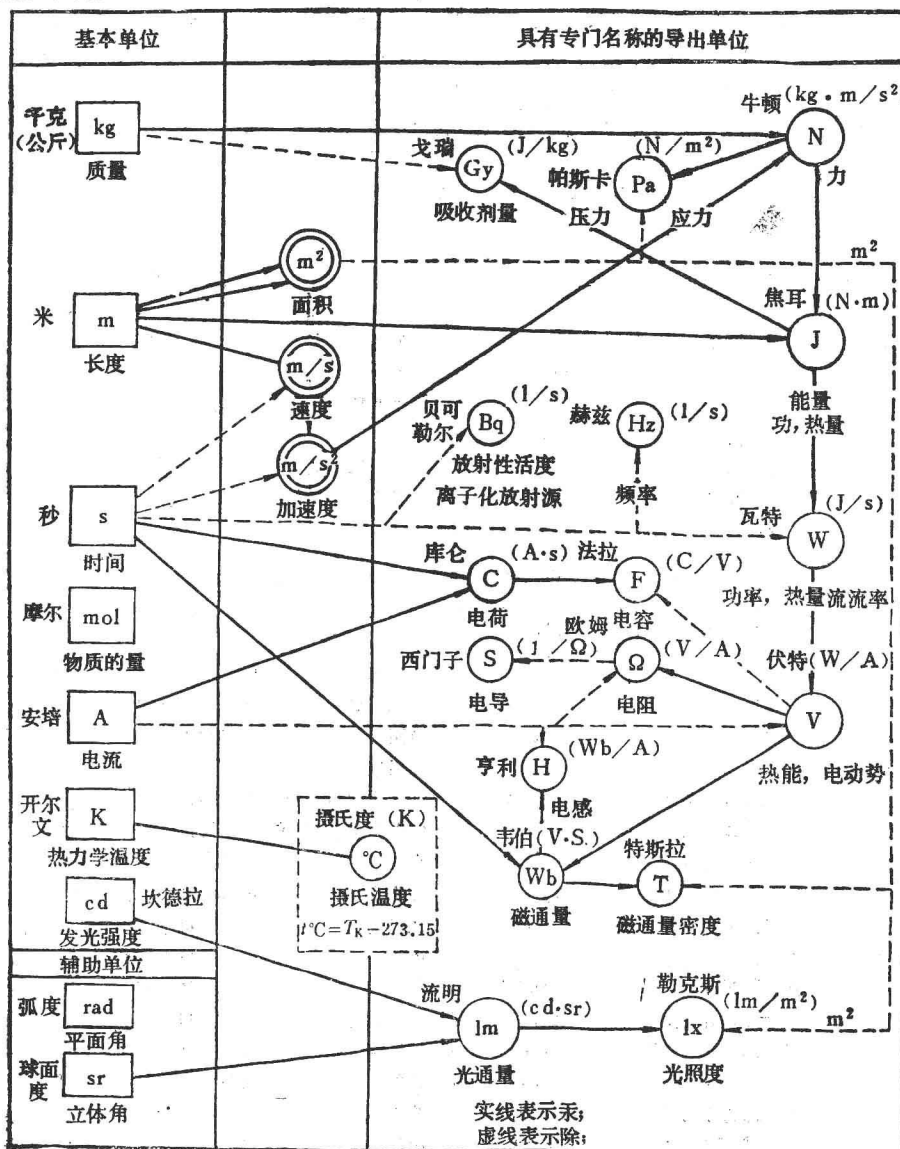 基本单位
具有专门名称的导出单位
千克
(公斤)
kg
质量
牛顿(kg·m/s²
N
力
戈瑞
(J/kg)
Gy
吸收剂量
(N/m²)
帕斯卡
Pa
压力
应力
m²
面积
m²
米
m
长度
焦耳
(N·m)
J
能量
功,热量
m/s
速度
m/s²
加速度
贝可
勒尔
(l/s)
Bq
放射性活度
离子化放射源
赫兹
(l/s)
Hz
频率
秒
s
时间
瓦特
(J/s)
W
功率，热量流流率
库仑
(A·s)
C
电荷
法拉
(C/V)
F
电容
摩尔
mol
物质的量
西门子
S
(1/Ω)
电导
欧姆
(V/A)
Ω
电阻
伏特(W/A)
V
热能，电动势
安培
A
电流
亨利
(Wb/A)
H
电感
开尔
文
K
热力学温度
摄氏度 (K)
℃
摄氏温度
t℃=TK−273.15
韦伯(V·S.)
Wb
磁通量
特斯拉
T
磁通量密度
cd
坎德拉
发光强度
辅助单位
弧度
rad
平面角
球面
度
sr
立体角
流明
(cd·sr)
lm
光通量
勒克斯
(lm/m²)
lx
光照度
m²
实线表示汞;
虚线表示除;